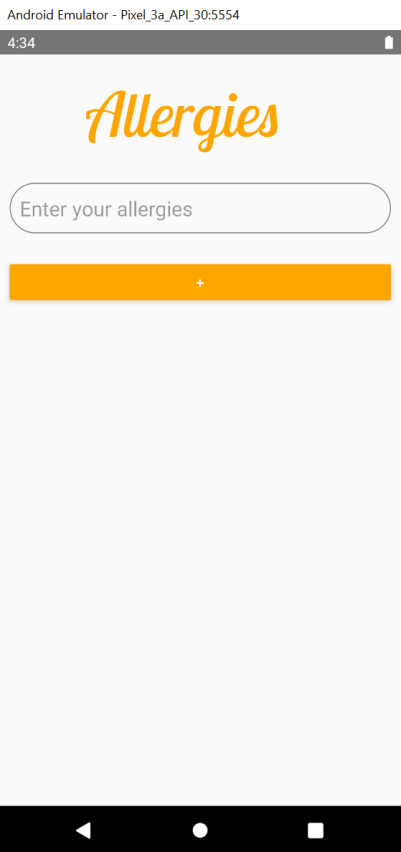 Android Emulator - Pixel_3a_API_30:5554
4:34
Allergies
Enter your allergies
+